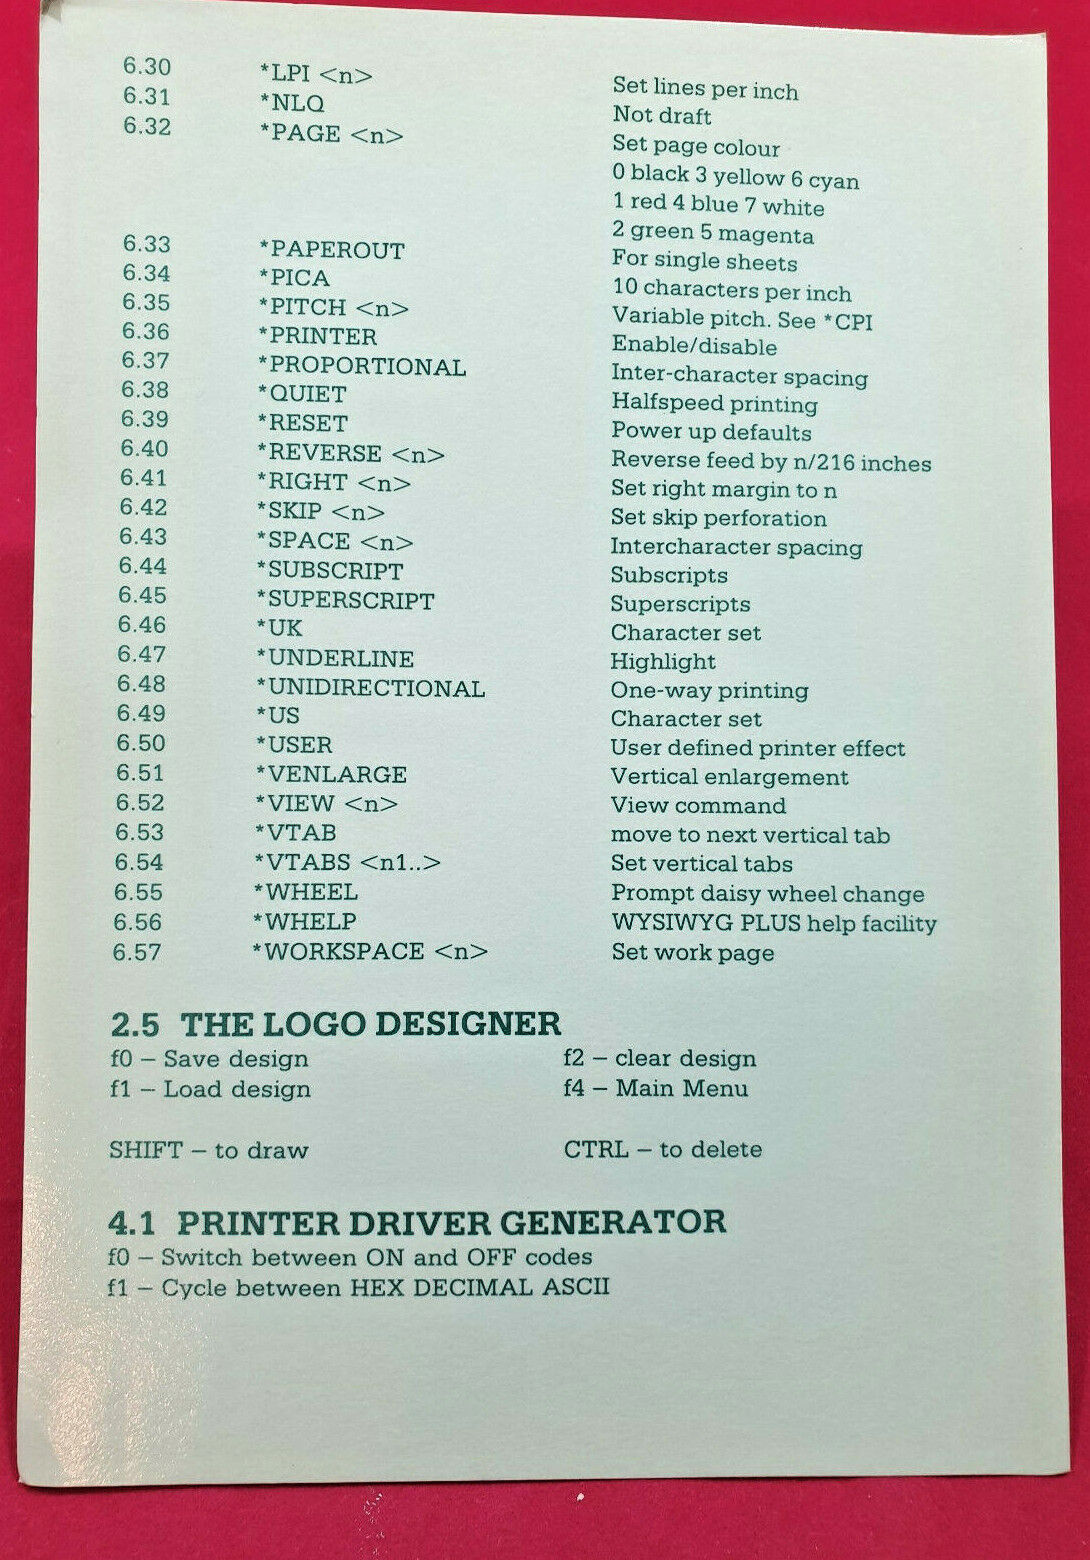 6.30 *LPI <n> Set lines per inch
6.31 *NLQ Not draft
6.32 *PAGE <n> Set page colour
0 black 3 yellow 6 cyan
1 red 4 blue 7 white
2 green 5 magenta
6.33 *PAPEROUT For single sheets
6.34 *PICA 10 characters per inch
6.35 *PITCH <n> Variable pitch. See *CPI
6.36 *PRINTER Enable/disable
6.37 *PROPORTIONAL Inter-character spacing
6.38 *QUIET Halfspeed printing
6.39 *RESET Power up defaults
6.40 *REVERSE <n> Reverse feed by n/216 inches
6.41 *RIGHT <n> Set right margin to n
6.42 *SKIP <n> Set skip perforation
6.43 *SPACE <n> Intercharacter spacing
6.44 *SUBSCRIPT Subscripts
6.45 *SUPERSCRIPT Superscripts
6.46 *UK Character set
6.47 *UNDERLINE Highlight
6.48 *UNIDIRECTIONAL One-way printing
6.49 *US Character set
6.50 *USER User defined printer effect
6.51 *VENLARGE Vertical enlargement
6.52 *VIEW <n> View command
6.53 *VTAB move to next vertical tab
6.54 *VTABS <n1..> Set vertical tabs
6.55 *WHEEL Prompt daisy wheel change
6.56 *WHELP WYSIWYG PLUS help facility
6.57 *WORKSPACE <n> Set work page
2.5 THE LOGO DESIGNER
f0 – Save design f2 – clear design
f1 – Load design f4 – Main Menu
SHIFT – to draw CTRL – to delete
4.1 PRINTER DRIVER GENERATOR
f0 – Switch between ON and OFF codes
f1 – Cycle between HEX DECIMAL ASCII